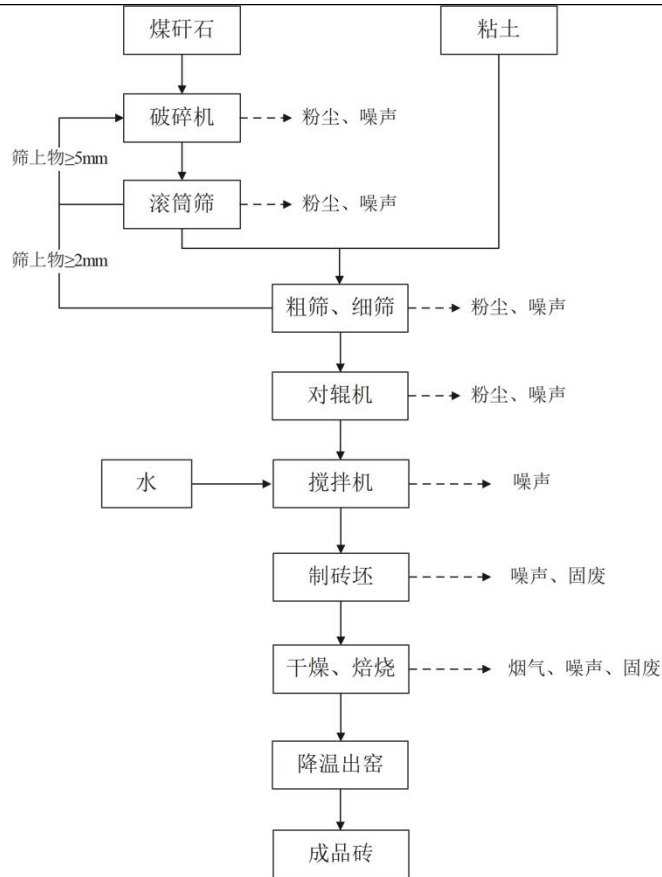 煤矸石
粘土
破碎机
粉尘、噪声
筛上物≥5mm
滚筒筛
粉尘、噪声
筛上物≥2mm
粗筛、细筛
粉尘、噪声
对辊机
粉尘、噪声
水
搅拌机
噪声
制砖坯
噪声、固废
干燥、焙烧
烟气、噪声、固废
降温出窑
成品砖